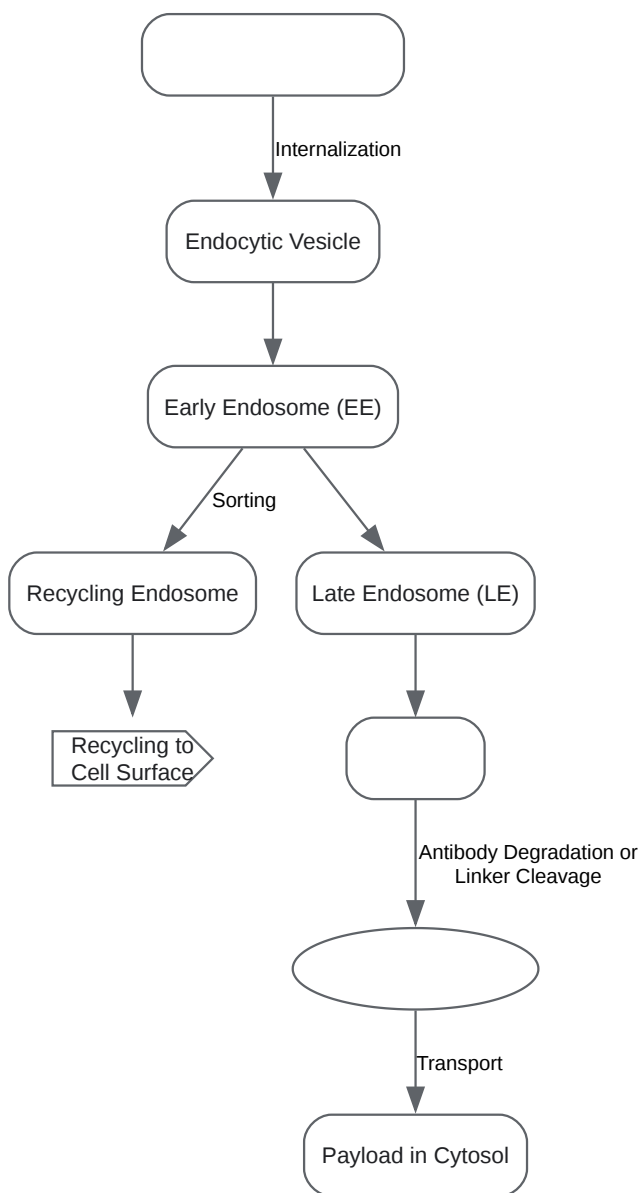 Internalization
Endocytic Vesicle
Early Endosome (EE)
Sorting
Recycling Endosome
Late Endosome (LE)
Recycling to
Cell Surface
Antibody Degradation or
Linker Cleavage
Transport
Payload in Cytosol